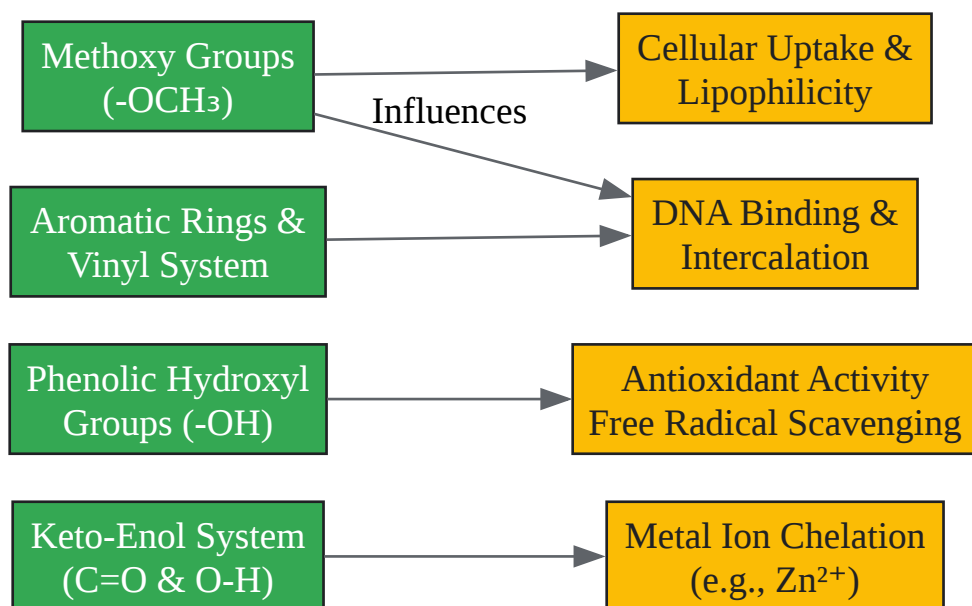 Methoxy Groups
(-OCH₃)
Cellular Uptake &
Lipophilicity
Influences
Aromatic Rings &
Vinyl System
DNA Binding &
Intercalation
Phenolic Hydroxyl
Groups (-OH)
Antioxidant Activity
Free Radical Scavenging
Keto-Enol System
(C=O & O-H)
Metal Ion Chelation
(e.g., Zn²⁺)